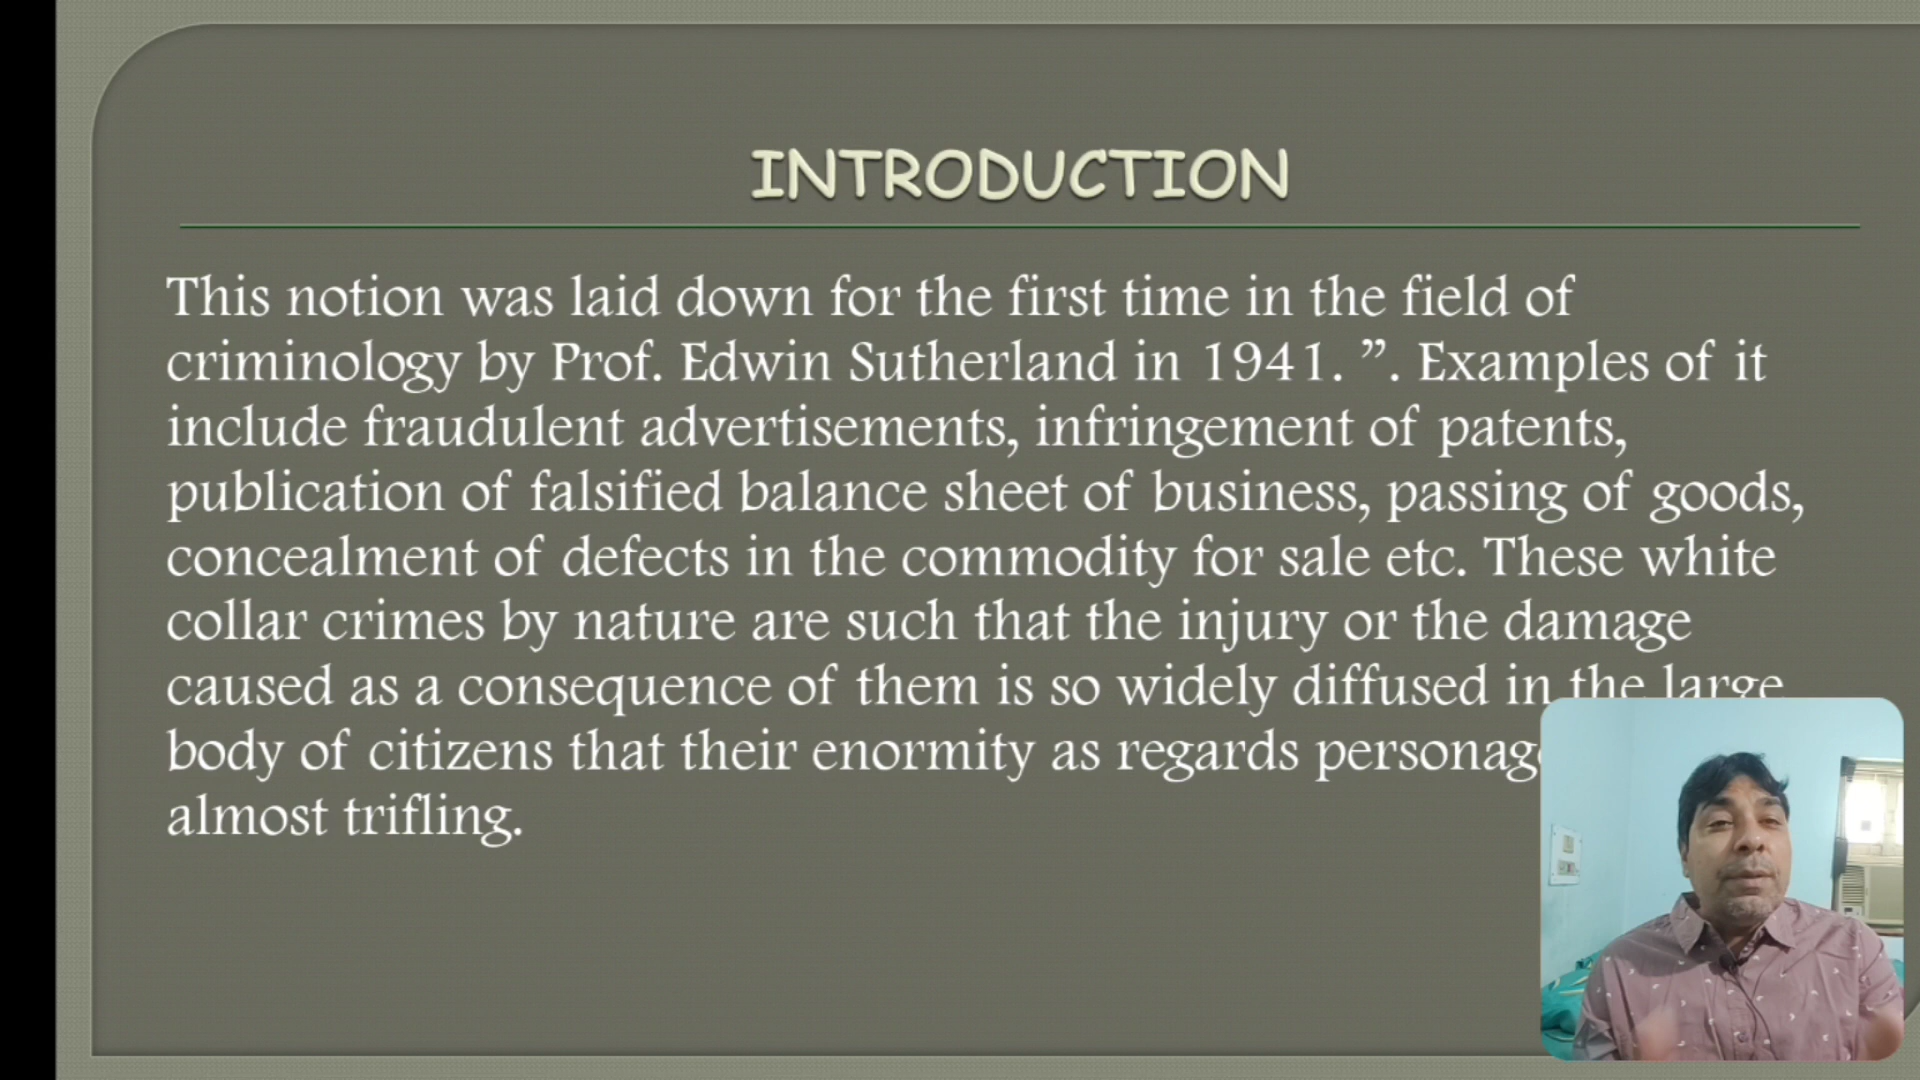 INTRODUCTION
This notion was laid down for the first time in the field of
criminology by Prof. Edwin Sutherland in 1941. ”. Examples of it
include fraudulent advertisements, infringement of patents,
publication of falsified balance sheet of business, passing of goods,
concealment of defects in the commodity for sale etc. These white
collar crimes by nature are such that the injury or the damage
caused as a consequence of them is so widely diffused in the large
body of citizens that their enormity as regards
almost trifling.